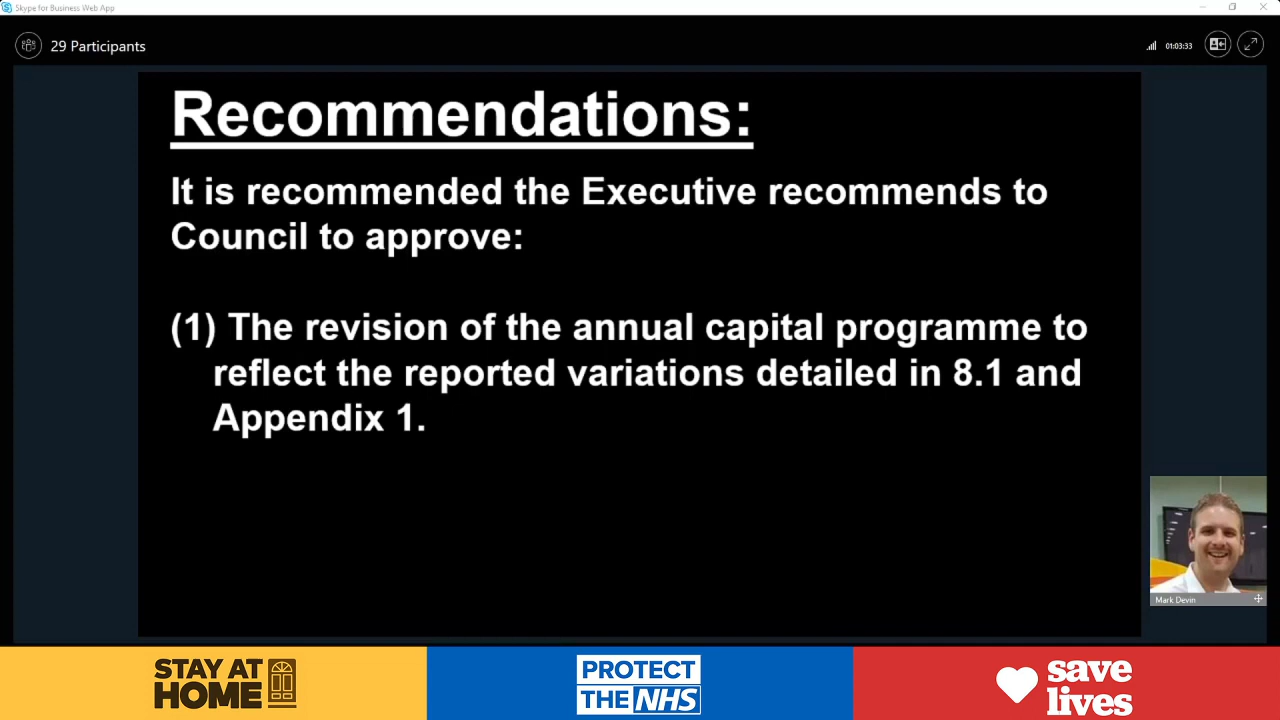 Skype for Business Web App
29 Participants
01:03:33
Recommendations:
It is recommended the Executive recommends to
Council to approve:
(1) The revision of the annual capital programme to
reflect the reported variations detailed in 8.1 and
Appendix 1.
Mark Devin
STAY AT
HOME
PROTECT
THE NHS
save
lives